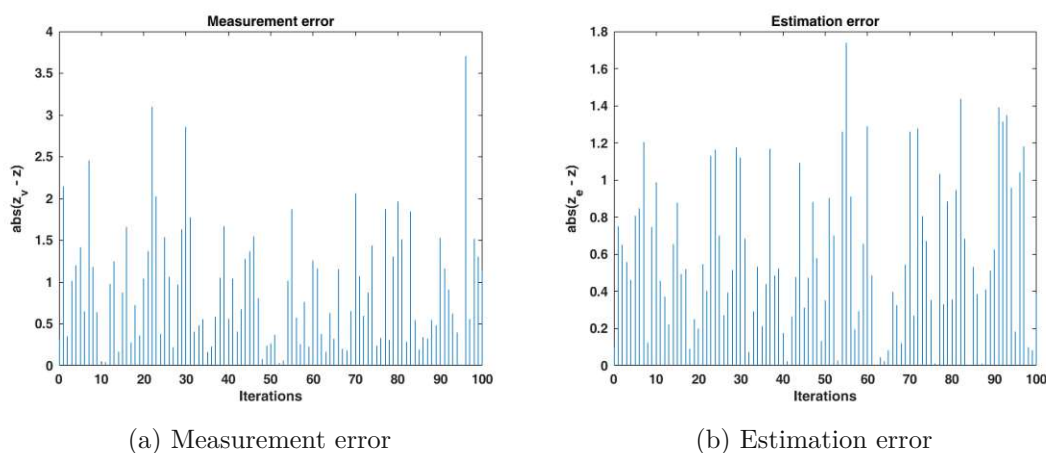 Measurement error
4
3.5
3
2.5
2
1.5
1
0.5
0
abs(z_v - z)
0 10 20 30 40 50 60 70 80 90 100
Iterations
(a) Measurement error
Estimation error
1.8
1.6
1.4
1.2
1
0.8
0.6
0.4
0.2
0
abs(z_e - z)
0 10 20 30 40 50 60 70 80 90 100
Iterations
(b) Estimation error